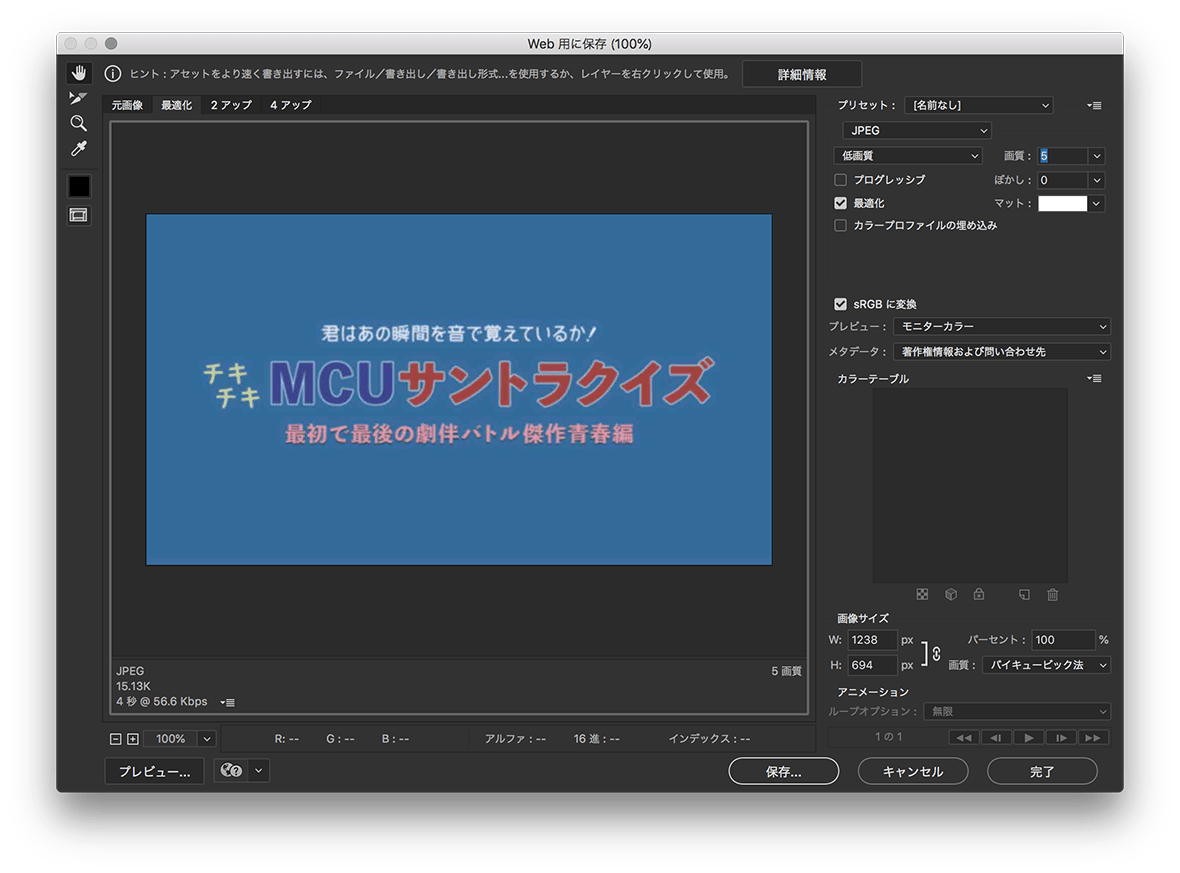 Web 用に保存 (100%)
ヒント：アセットをより速く書き出すには、ファイル／書き出し／書き出し形式...を使用するか、レイヤーを右クリックして使用。
詳細情報
元画像 最適化 2 アップ 4 アップ
君はあの瞬間を音で覚えているか!
チキチキ MCUサントラクイズ
最初で最後の劇伴バトル傑作青春編
JPEG
5 画質
15.13K
4 秒 @ 56.6 Kbps
100% R: -- G: -- B: -- アルファ : -- 16 進 : -- インデックス : --
プレビュー...
プリセット： [名前なし]
JPEG
低画質 画質： 5
プログレッシブ ぼかし： 0
最適化 マット：
カラープロファイルの埋め込み
sRGB に変換
プレビュー： モニターカラー
メタデータ： 著作権情報および問い合わせ先
カラーテーブル
画像サイズ
W: 1238 px パーセント： 100 %
H: 694 px 画質： バイキュービック法
アニメーション
ループオプション： 無限
1 の 1
保存... キャンセル 完了